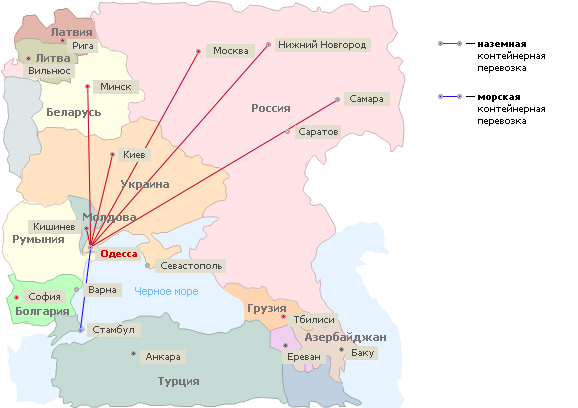 Латвия
Рига
Литва
Вильнюс
Москва
Нижний Новгород
Минск
Беларусь
Россия
Самара
Саратов
Киев
Украина
Молдова
Кишинев
Румыния
Одесса
Севастополь
Варна
Черное море
София
Болгария
Стамбул
Грузия
Тбилиси
Азербайджан
Ереван
Баку
Анкара
Турция
— наземная
контейнерная
перевозка
— морская
контейнерная
перевозка